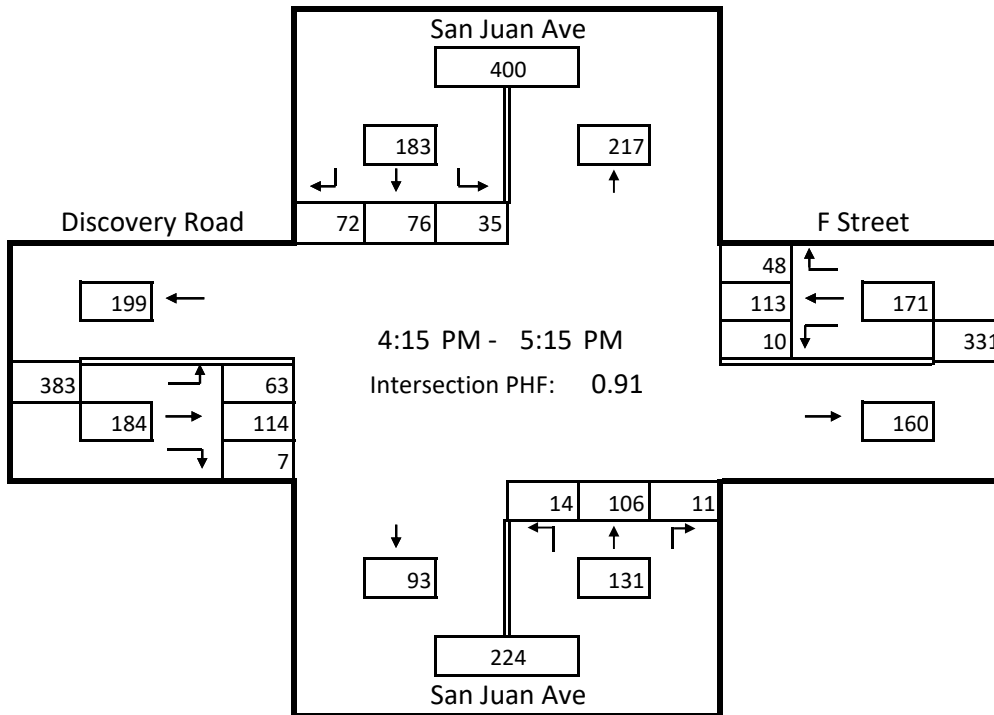 San Juan Ave
400
183
217
72 76 35
Discovery Road
F Street
48
199
113
171
4:15 PM - 5:15 PM
10
331
383
63
Intersection PHF: 0.91
184
114
160
7
14 106 11
93
131
224
San Juan Ave